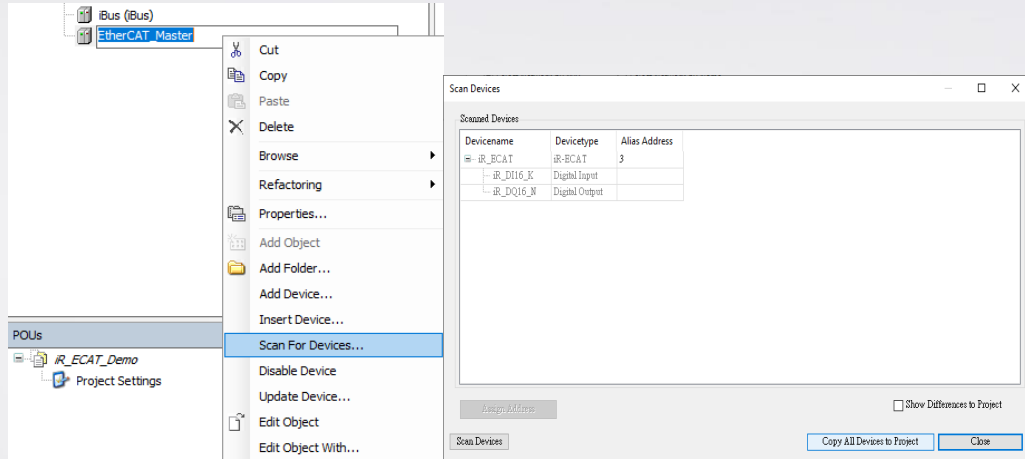 iBus (iBus)
EtherCAT_Master
Cut
Copy
Paste
Delete
Browse
Refactoring
Properties...
Add Object
Add Folder...
Add Device...
Insert Device...
Scan For Devices...
Disable Device
Update Device...
Edit Object
Edit Object With...
POUs
iR_ECAT_Demo
Project Settings
Scan Devices
Scanned Devices
Devicename Devicetype Alias Address
iR_ECAT iR-ECAT 3
iR_DI16_K Digital Input
iR_DQ16_N Digital Output
Assign Address
Show Differences to Project
Scan Devices
Copy All Devices to Project
Close